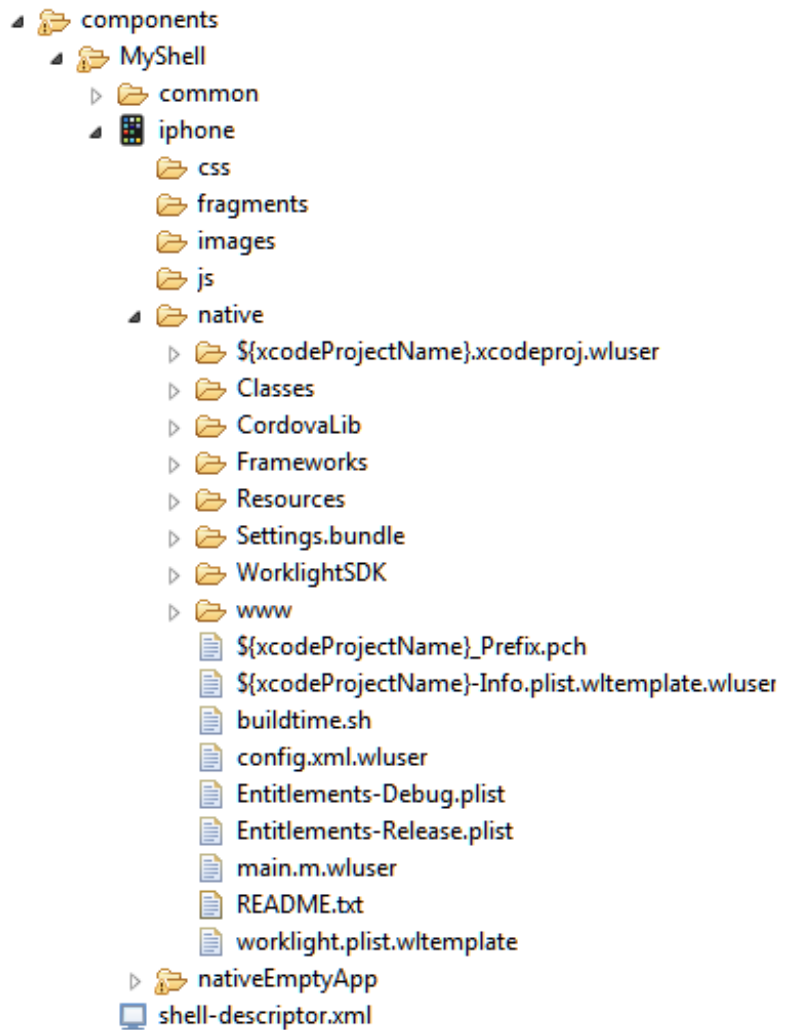 components
MyShell
common
iphone
css
fragments
images
js
native
${xcodeProjectName}.xcodeproj.wluser
Classes
CordovaLib
Frameworks
Resources
Settings.bundle
WorklightSDK
www
${xcodeProjectName}_Prefix.pch
${xcodeProjectName}-Info.plist.wltemplate.wluser
buildtime.sh
config.xml.wluser
Entitlements-Debug.plist
Entitlements-Release.plist
main.m.wluser
README.txt
worklight.plist.wltemplate
nativeEmptyApp
shell-descriptor.xml